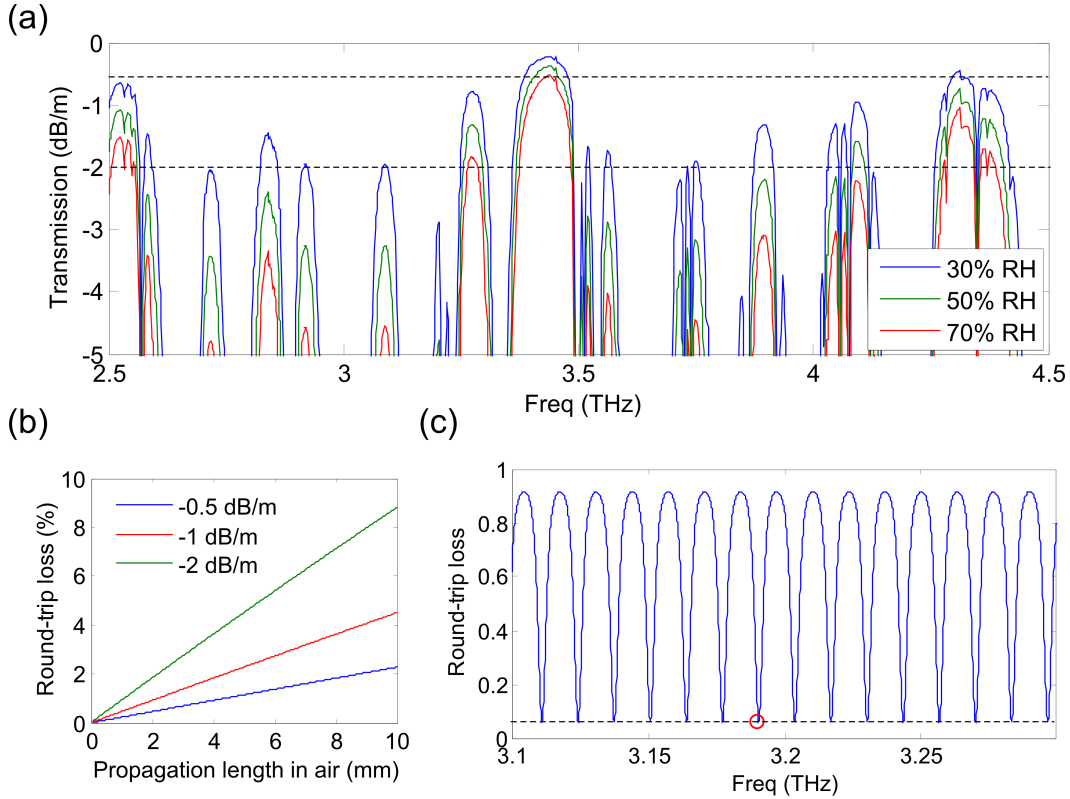 (a)
Transmission (dB/m)
0
-1
-2
-3
-4
-5
2.5
3
3.5
4
4.5
Freq (THz)
30% RH
50% RH
70% RH
(b)
Round-trip loss (%)
10
8
6
4
2
0
0
2
4
6
8
10
Propagation length in air (mm)
-0.5 dB/m
-1 dB/m
-2 dB/m
(c)
Round-trip loss
1
0.8
0.6
0.4
0.2
0
3.1
3.15
3.2
3.25
Freq (THz)